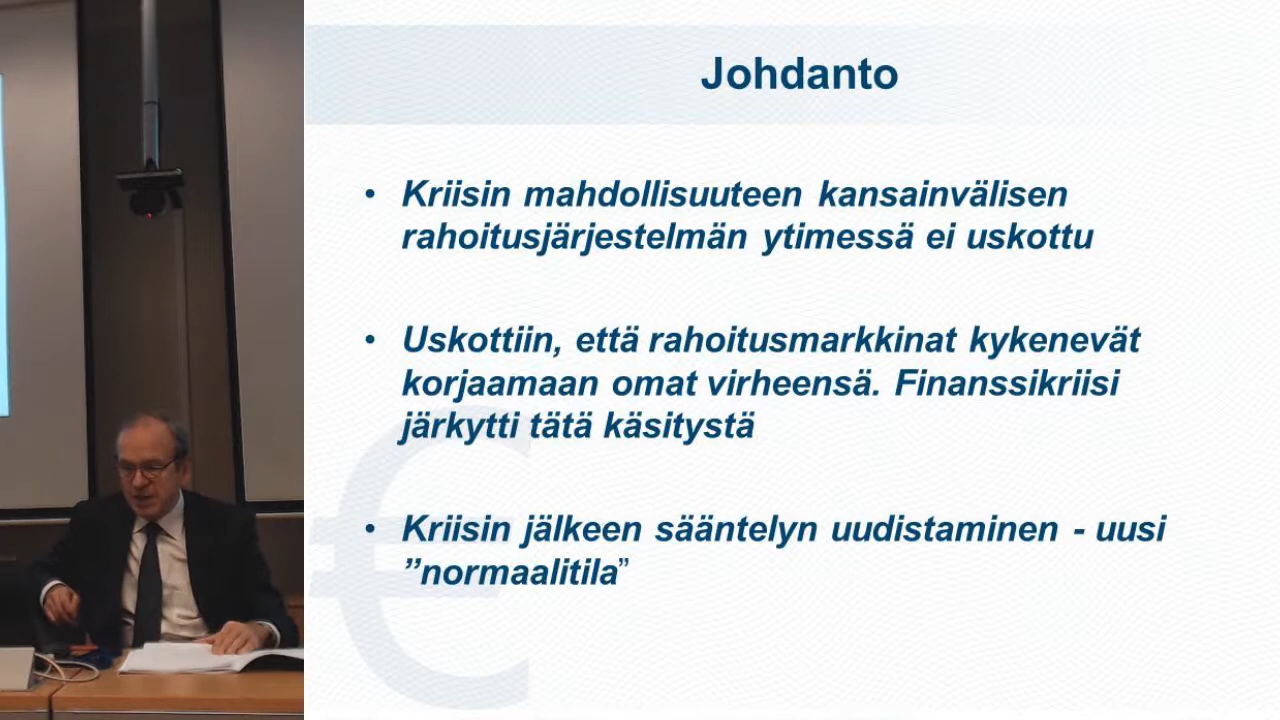 Johdanto
• Kriisin mahdollisuuteen kansainvälisen
rahoitusjärjestelmän ytimessä ei uskottu
• Uskottiin, että rahoitusmarkkinat kykenevät
korjaamaan omat virheensä. Finanssikriisi
järkytti tätä käsitystä
• Kriisin jälkeen sääntelyn uudistaminen - uusi
”normaalitila”
€